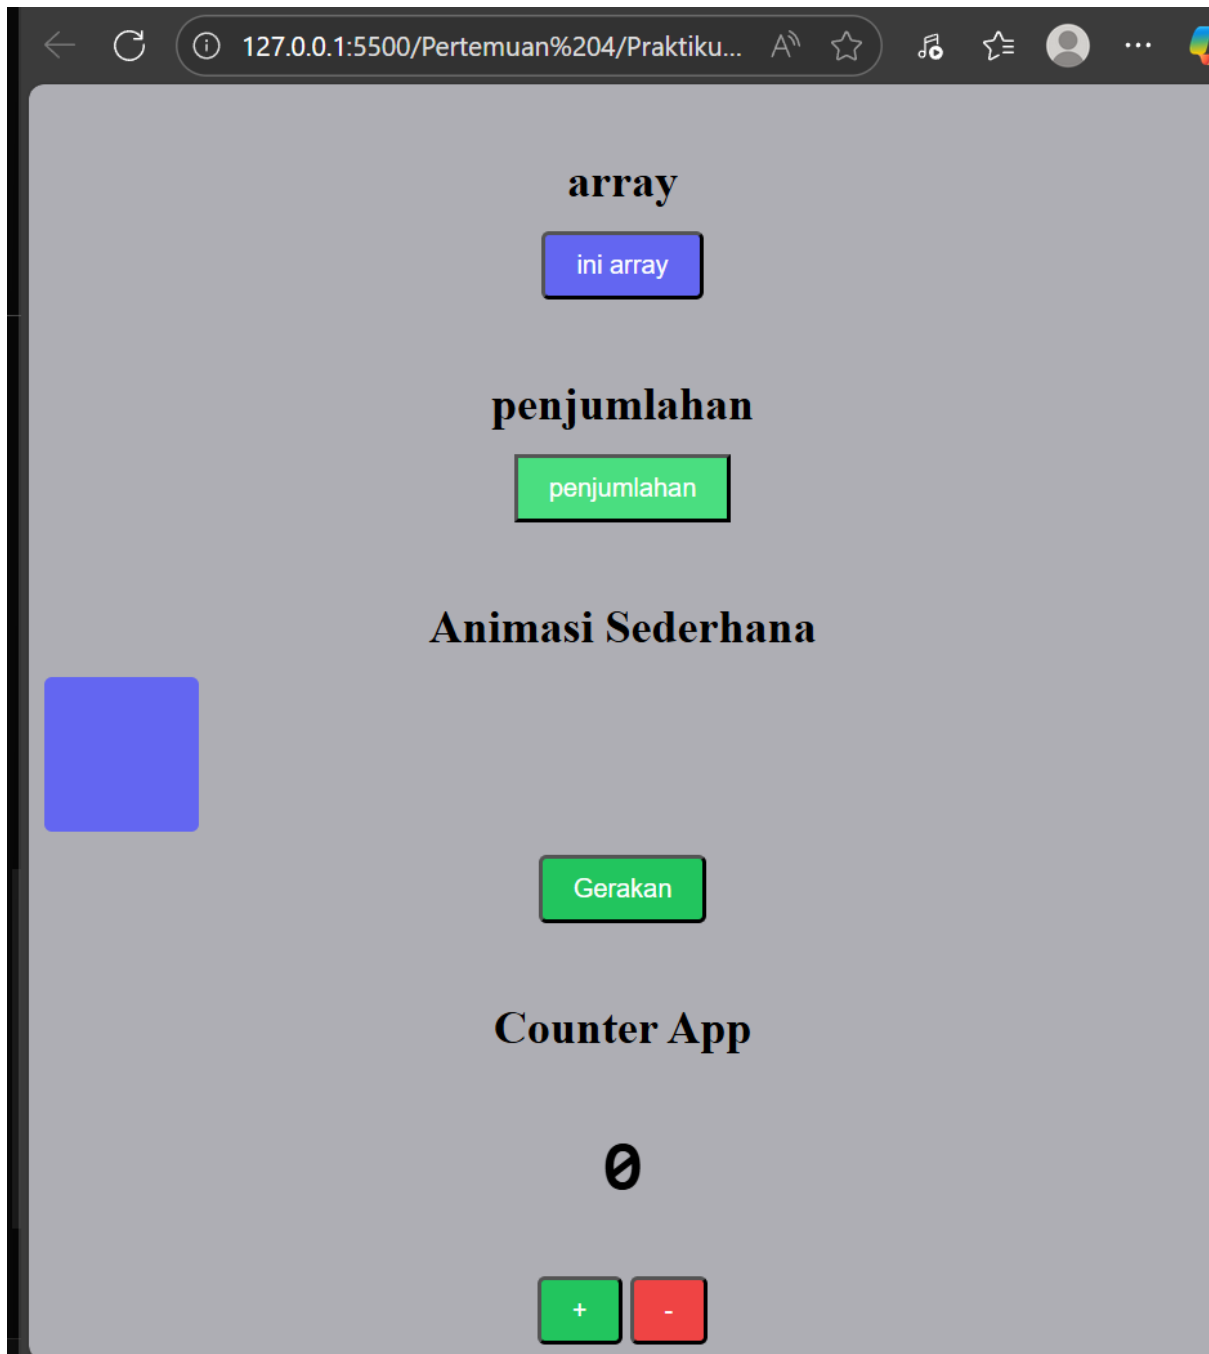 127.0.0.1:5500/Pertemuan%204/Praktiku...
array
ini array
penjumlahan
penjumlahan
Animasi Sederhana
Gerakan
Counter App
0
+ -